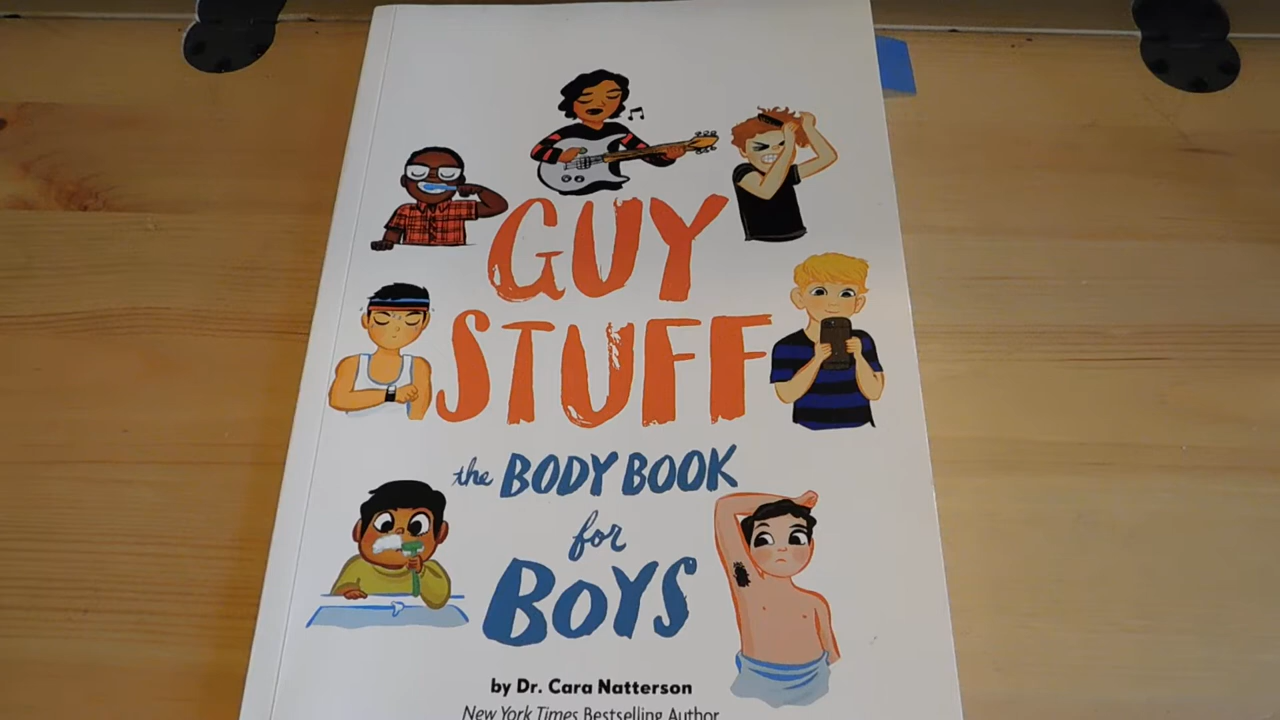 GUY
STUFF
the BODY BOOK
for
BOYS
by Dr. Cara Natterson
New York Times Bestselling Author